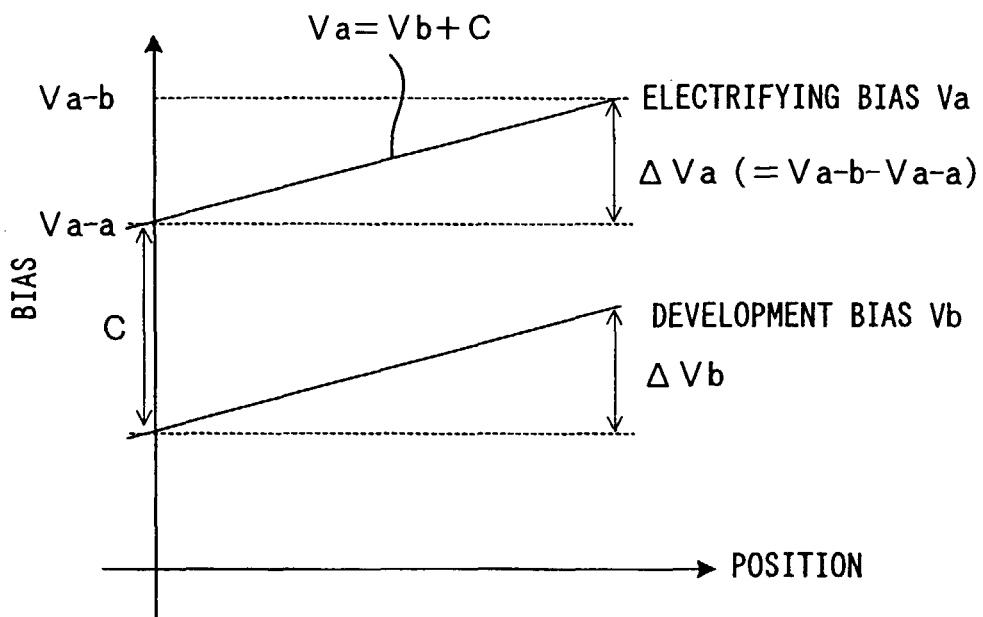 Va=Vb+C
Va-b
ELECTRIFYING BIAS Va
ΔVa (=Va-b-Va-a)
Va-a
BIAS
C
DEVELOPMENT BIAS Vb
ΔVb
POSITION